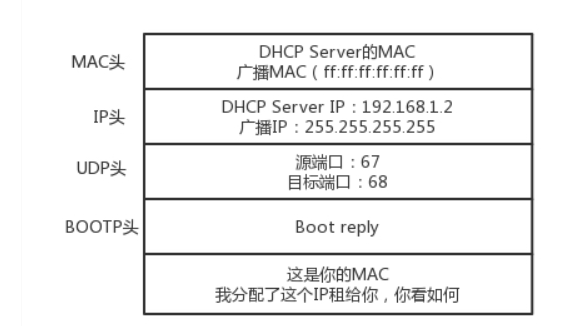 MAC头
DHCP Server的MAC
广播MAC（ff:ff:ff:ff:ff:ff）
IP头
DHCP Server IP：192.168.1.2
广播IP：255.255.255.255
UDP头
源端口：67
目标端口：68
BOOTP头
Boot reply
这是你的MAC
我分配了这个IP租给你，你看如何